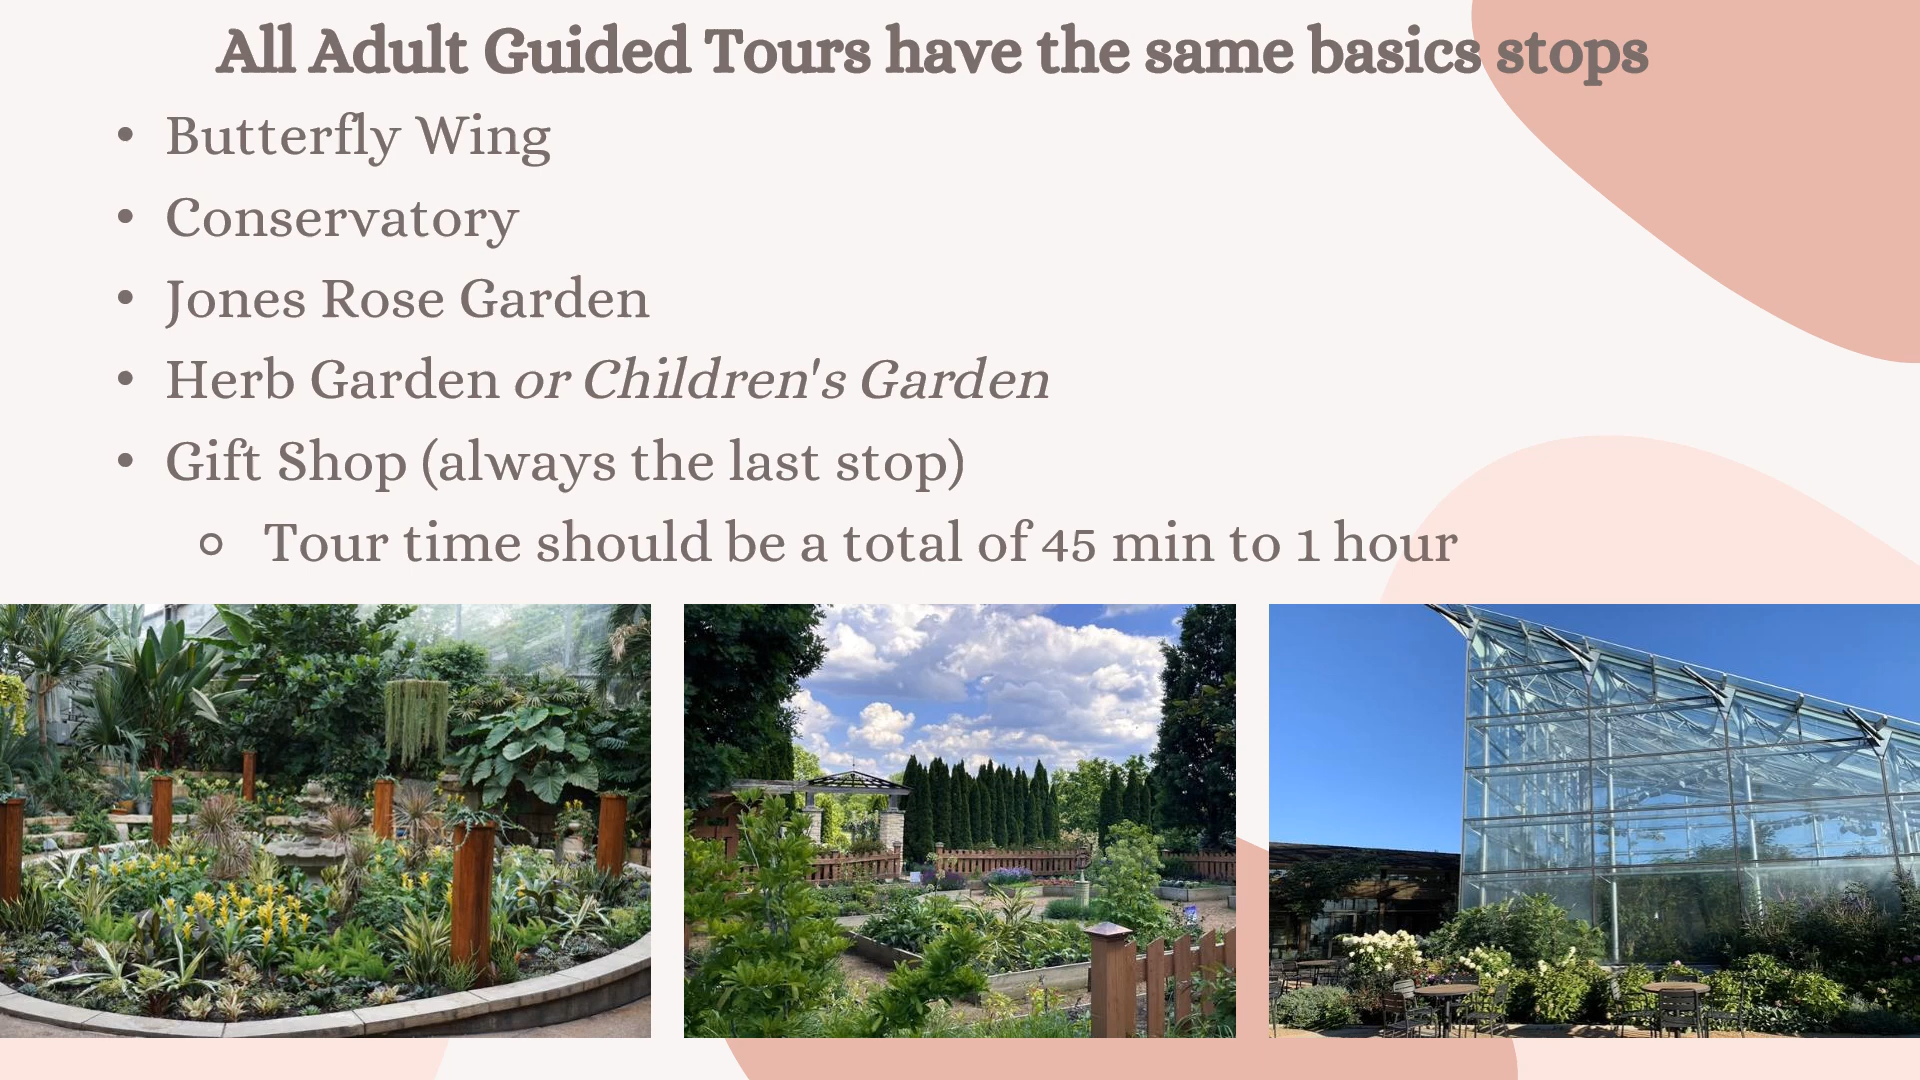 All Adult Guided Tours have the same basics stops
• Butterfly Wing
• Conservatory
• Jones Rose Garden
• Herb Garden or Children's Garden
• Gift Shop (always the last stop)
○ Tour time should be a total of 45 min to 1 hour